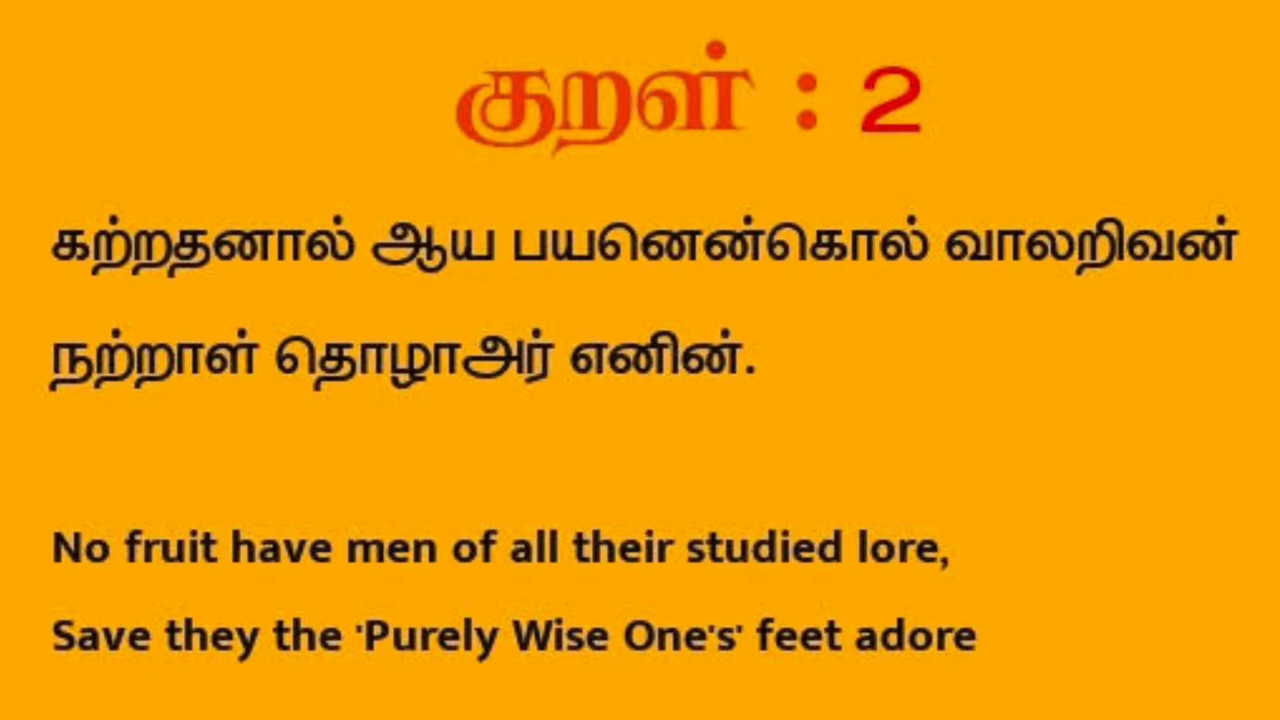 குறள் : 2
கற்றதனால் ஆய பயனென்கொல் வாலறிவன்
நற்றாள் தொழாஅர் எனின்.
No fruit have men of all their studied lore,
Save they the 'Purely Wise One's' feet adore